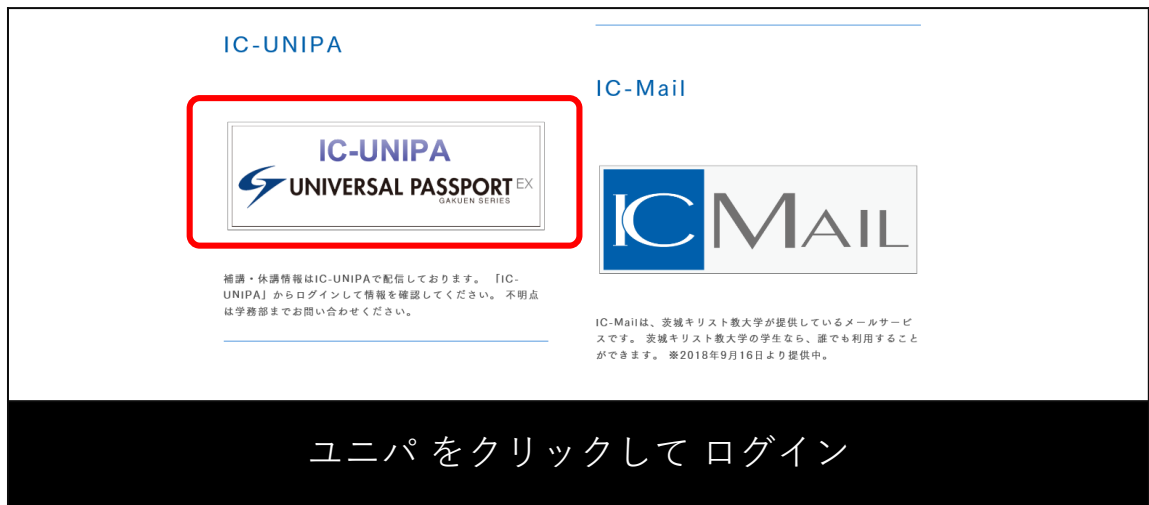 IC-UNIPA
IC-UNIPA
UNIVERSAL PASSPORT EX
GAKUEN SERIES
補講・休講情報はIC-UNIPAで配信しております。 「IC-
UNIPA」からログインして情報を確認してください。 不明点
は学務部までお問い合わせください。
IC-Mail
IC MAIL
IC-Mailは、茨城キリスト教大学が提供しているメールサービ
スです。 茨城キリスト教大学の学生なら、誰でも利用すること
ができます。 ※2018年9月16日より提供中。
ユニパ をクリックして ログイン